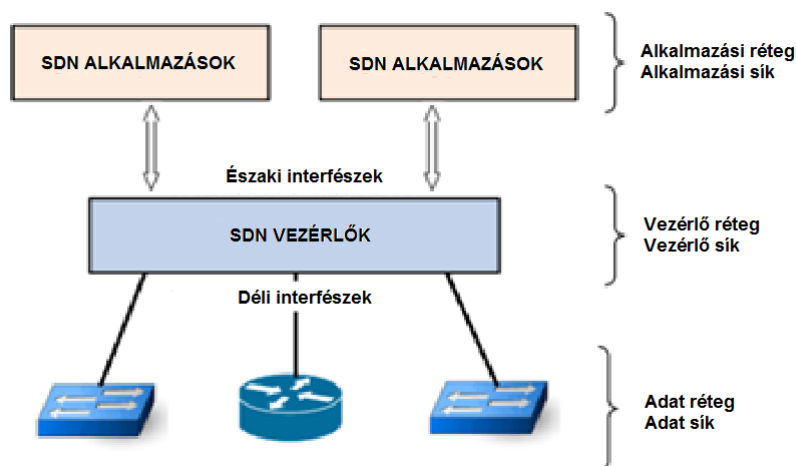 SDN ALKALMAZÁSOK
SDN ALKALMAZÁSOK
Alkalmazási réteg
Alkalmazási sík
Északi interfészek
SDN VEZÉRLŐK
Vezérlő réteg
Vezérlő sík
Déli interfészek
Adat réteg
Adat sík